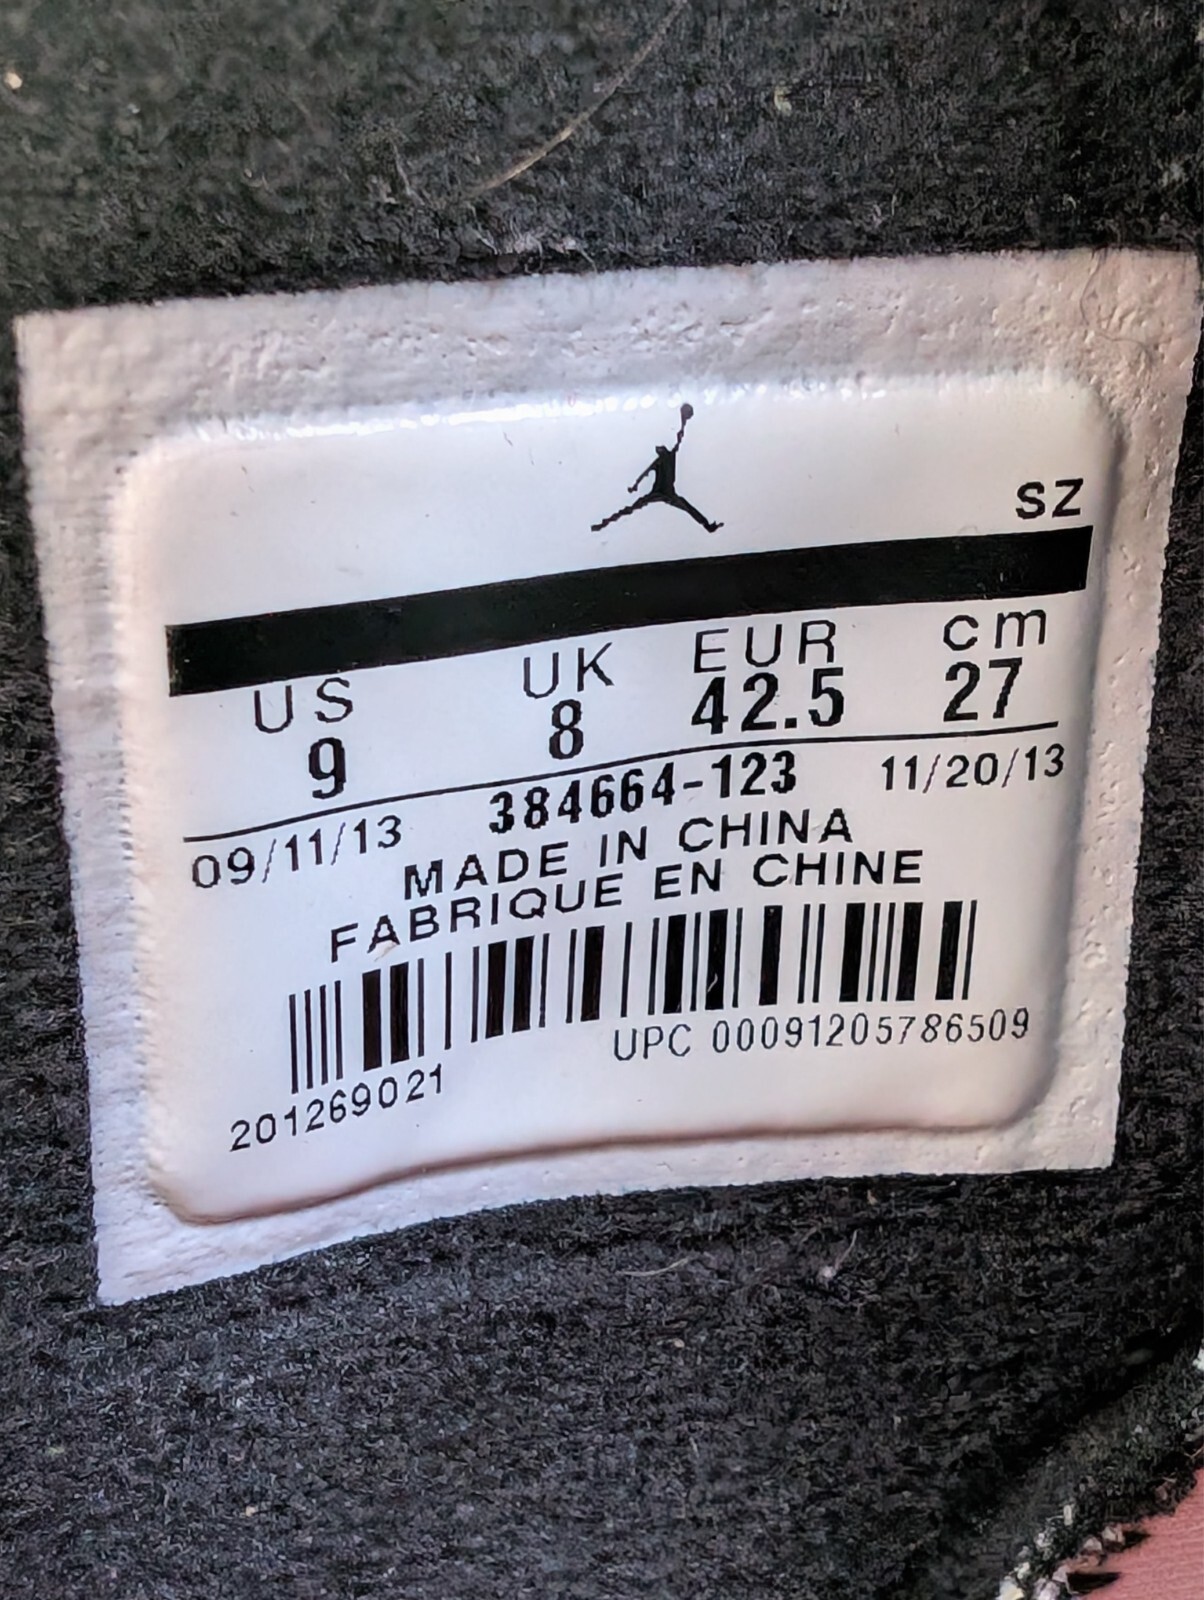 SZ
US UK EUR cm
9 8 42.5 27
09/11/13 384664-123 11/20/13
MADE IN CHINA
FABRIQUE EN CHINE
201269021 UPC 00091205786509